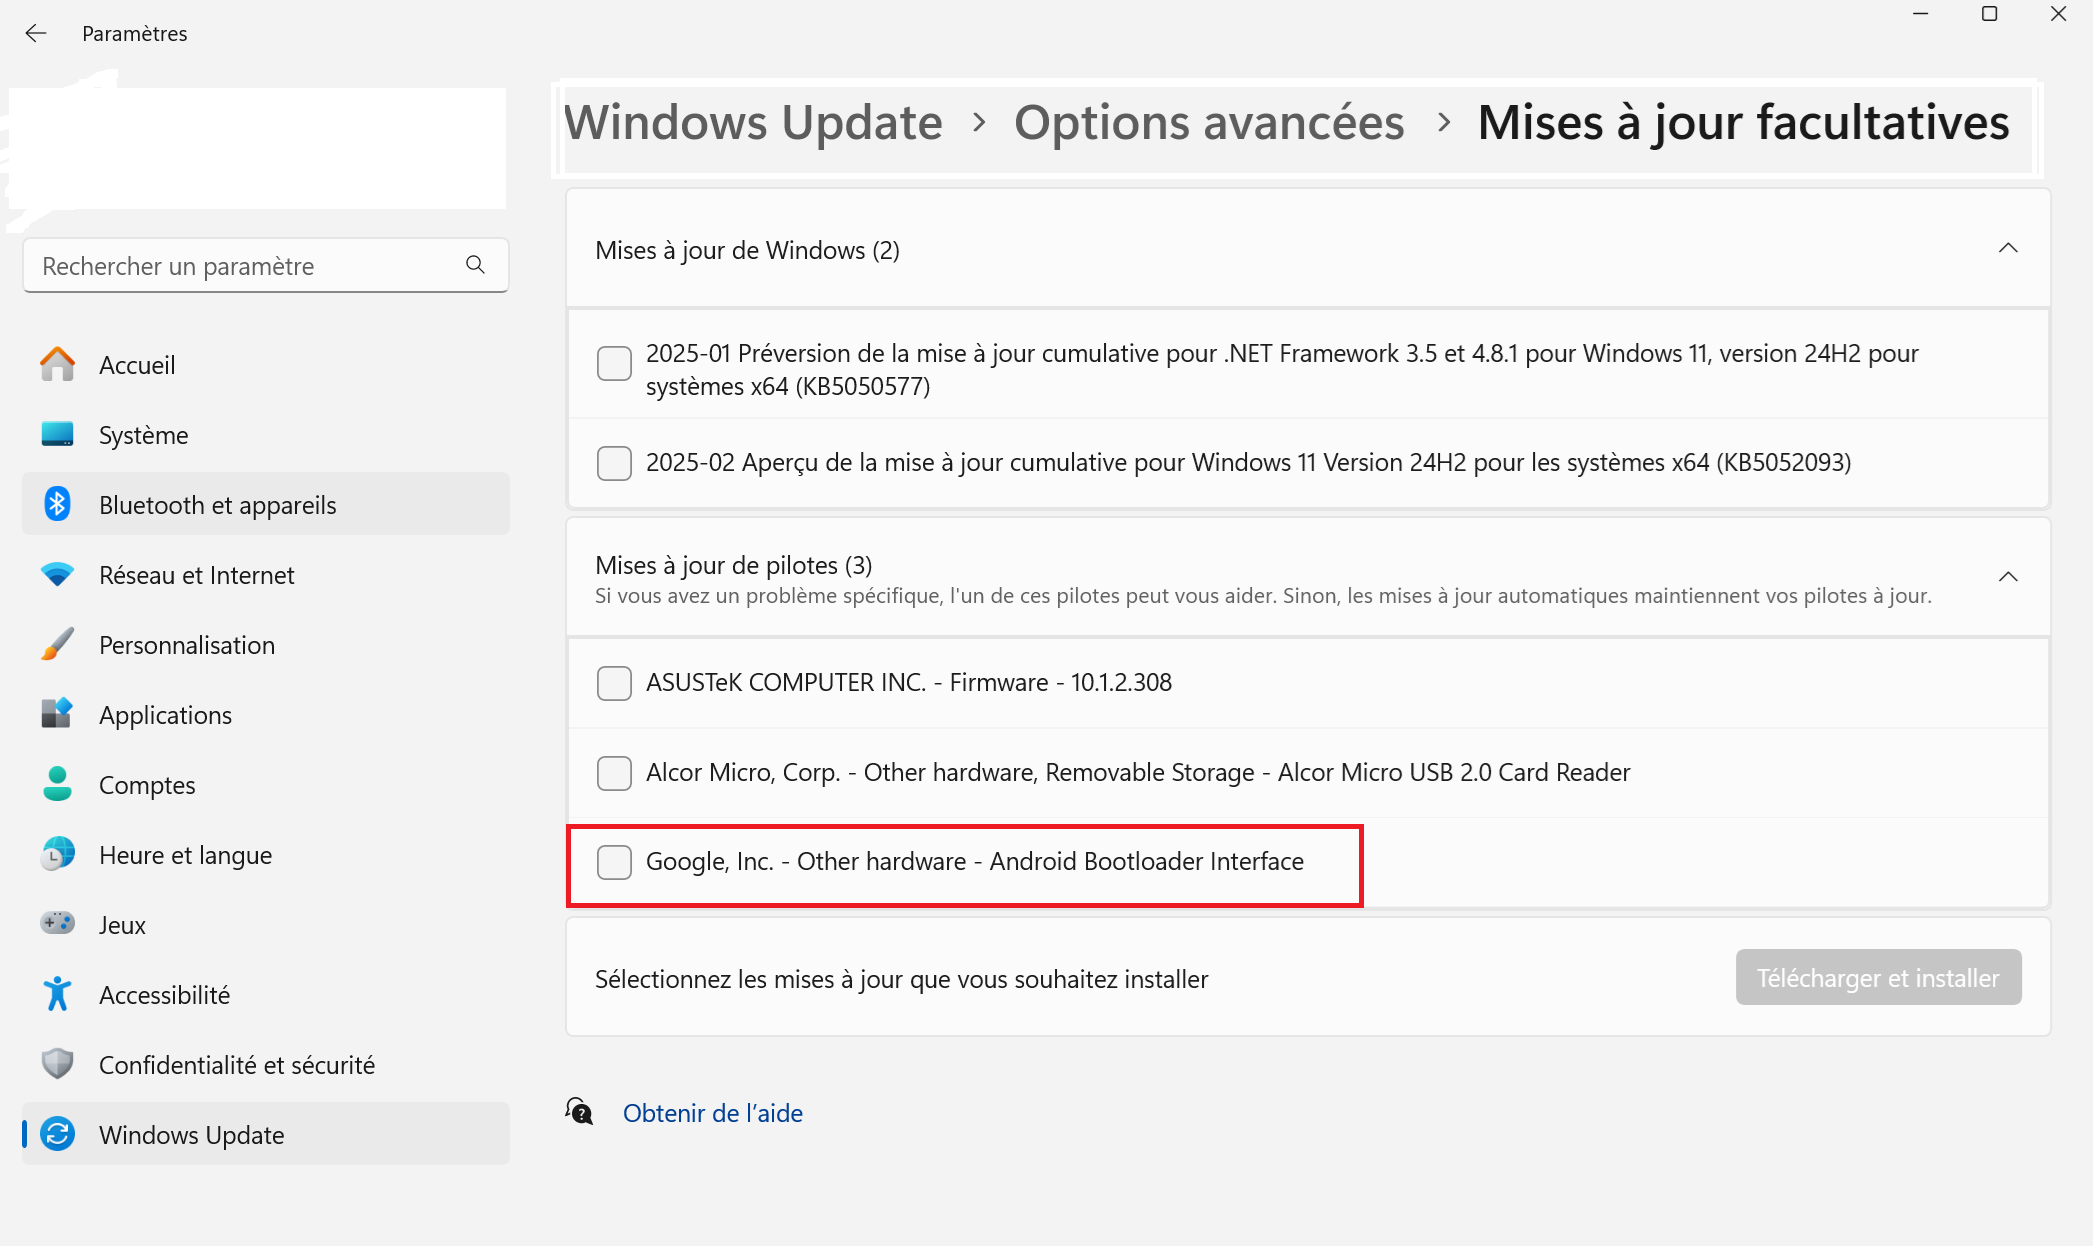 Paramètres
Windows Update > Options avancées > Mises à jour facultatives
Rechercher un paramètre
Accueil
Système
Bluetooth et appareils
Réseau et Internet
Personnalisation
Applications
Comptes
Heure et langue
Jeux
Accessibilité
Confidentialité et sécurité
Windows Update
Mises à jour de Windows (2)
2025-01 Préversion de la mise à jour cumulative pour .NET Framework 3.5 et 4.8.1 pour Windows 11, version 24H2 pour
systèmes x64 (KB5050577)
2025-02 Aperçu de la mise à jour cumulative pour Windows 11 Version 24H2 pour les systèmes x64 (KB5052093)
Mises à jour de pilotes (3)
Si vous avez un problème spécifique, l'un de ces pilotes peut vous aider. Sinon, les mises à jour automatiques maintiennent vos pilotes à jour.
ASUSTeK COMPUTER INC. - Firmware - 10.1.2.308
Alcor Micro, Corp. - Other hardware, Removable Storage - Alcor Micro USB 2.0 Card Reader
Google, Inc. - Other hardware - Android Bootloader Interface
Sélectionnez les mises à jour que vous souhaitez installer
Télécharger et installer
Obtenir de l’aide